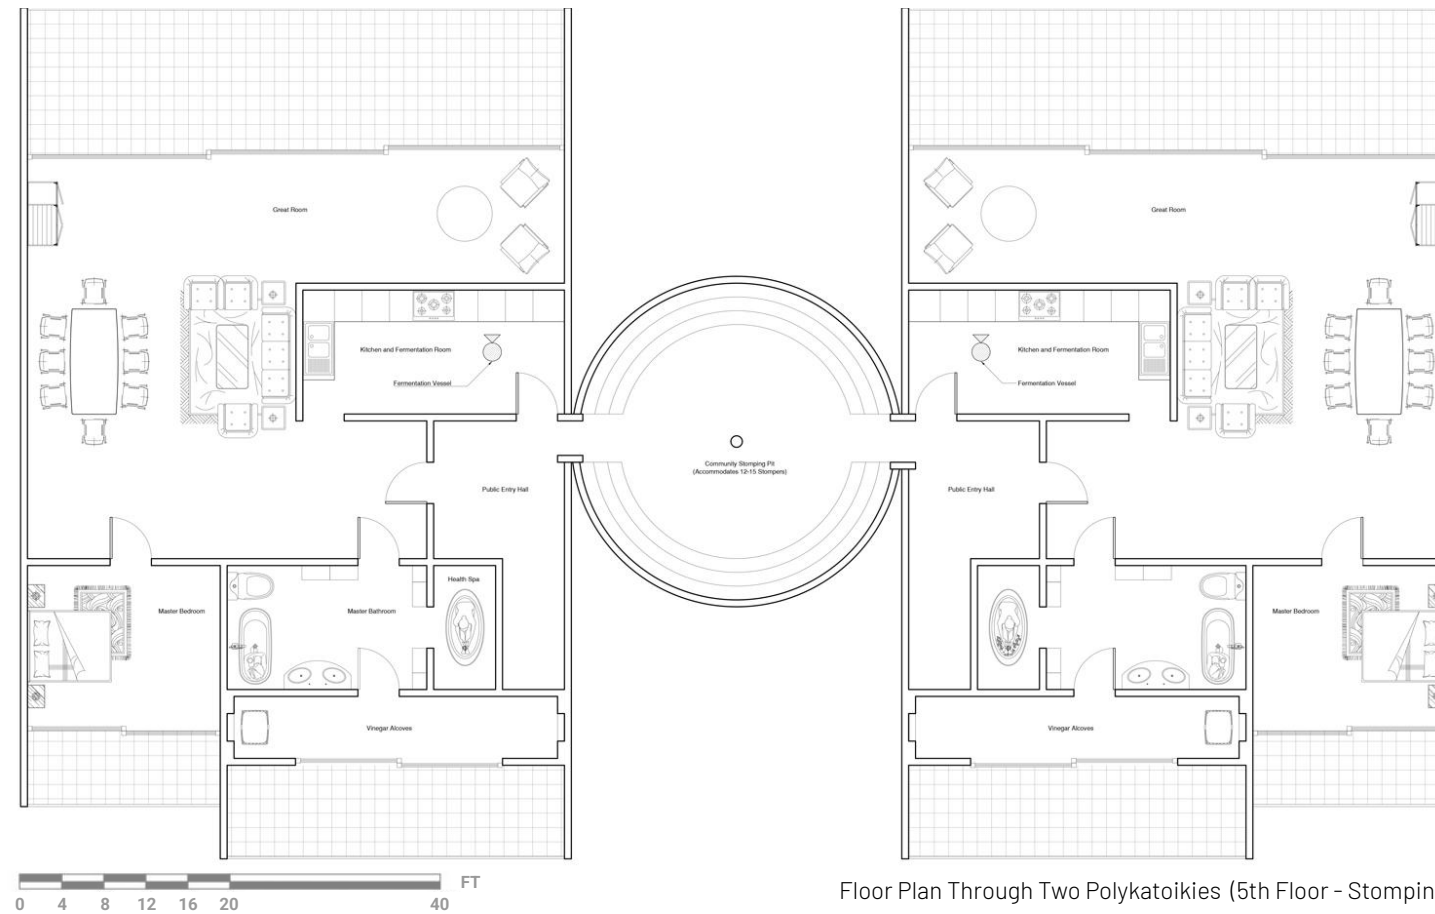 Great Room
Great Room
Kitchen and Fermentation Room
Kitchen and Fermentation Room
Fermentation Vessel
Fermentation Vessel
Community Stomping Pit
(Accommodates 12-15 Stompers)
Public Entry Hall
Public Entry Hall
Health Spa
Master Bedroom
Master Bathroom
Master Bedroom
Vinegar Alcoves
Vinegar Alcoves
FT
0 4 8 12 16 20 40
Floor Plan Through Two Polykatoikies (5th Floor - Stompin